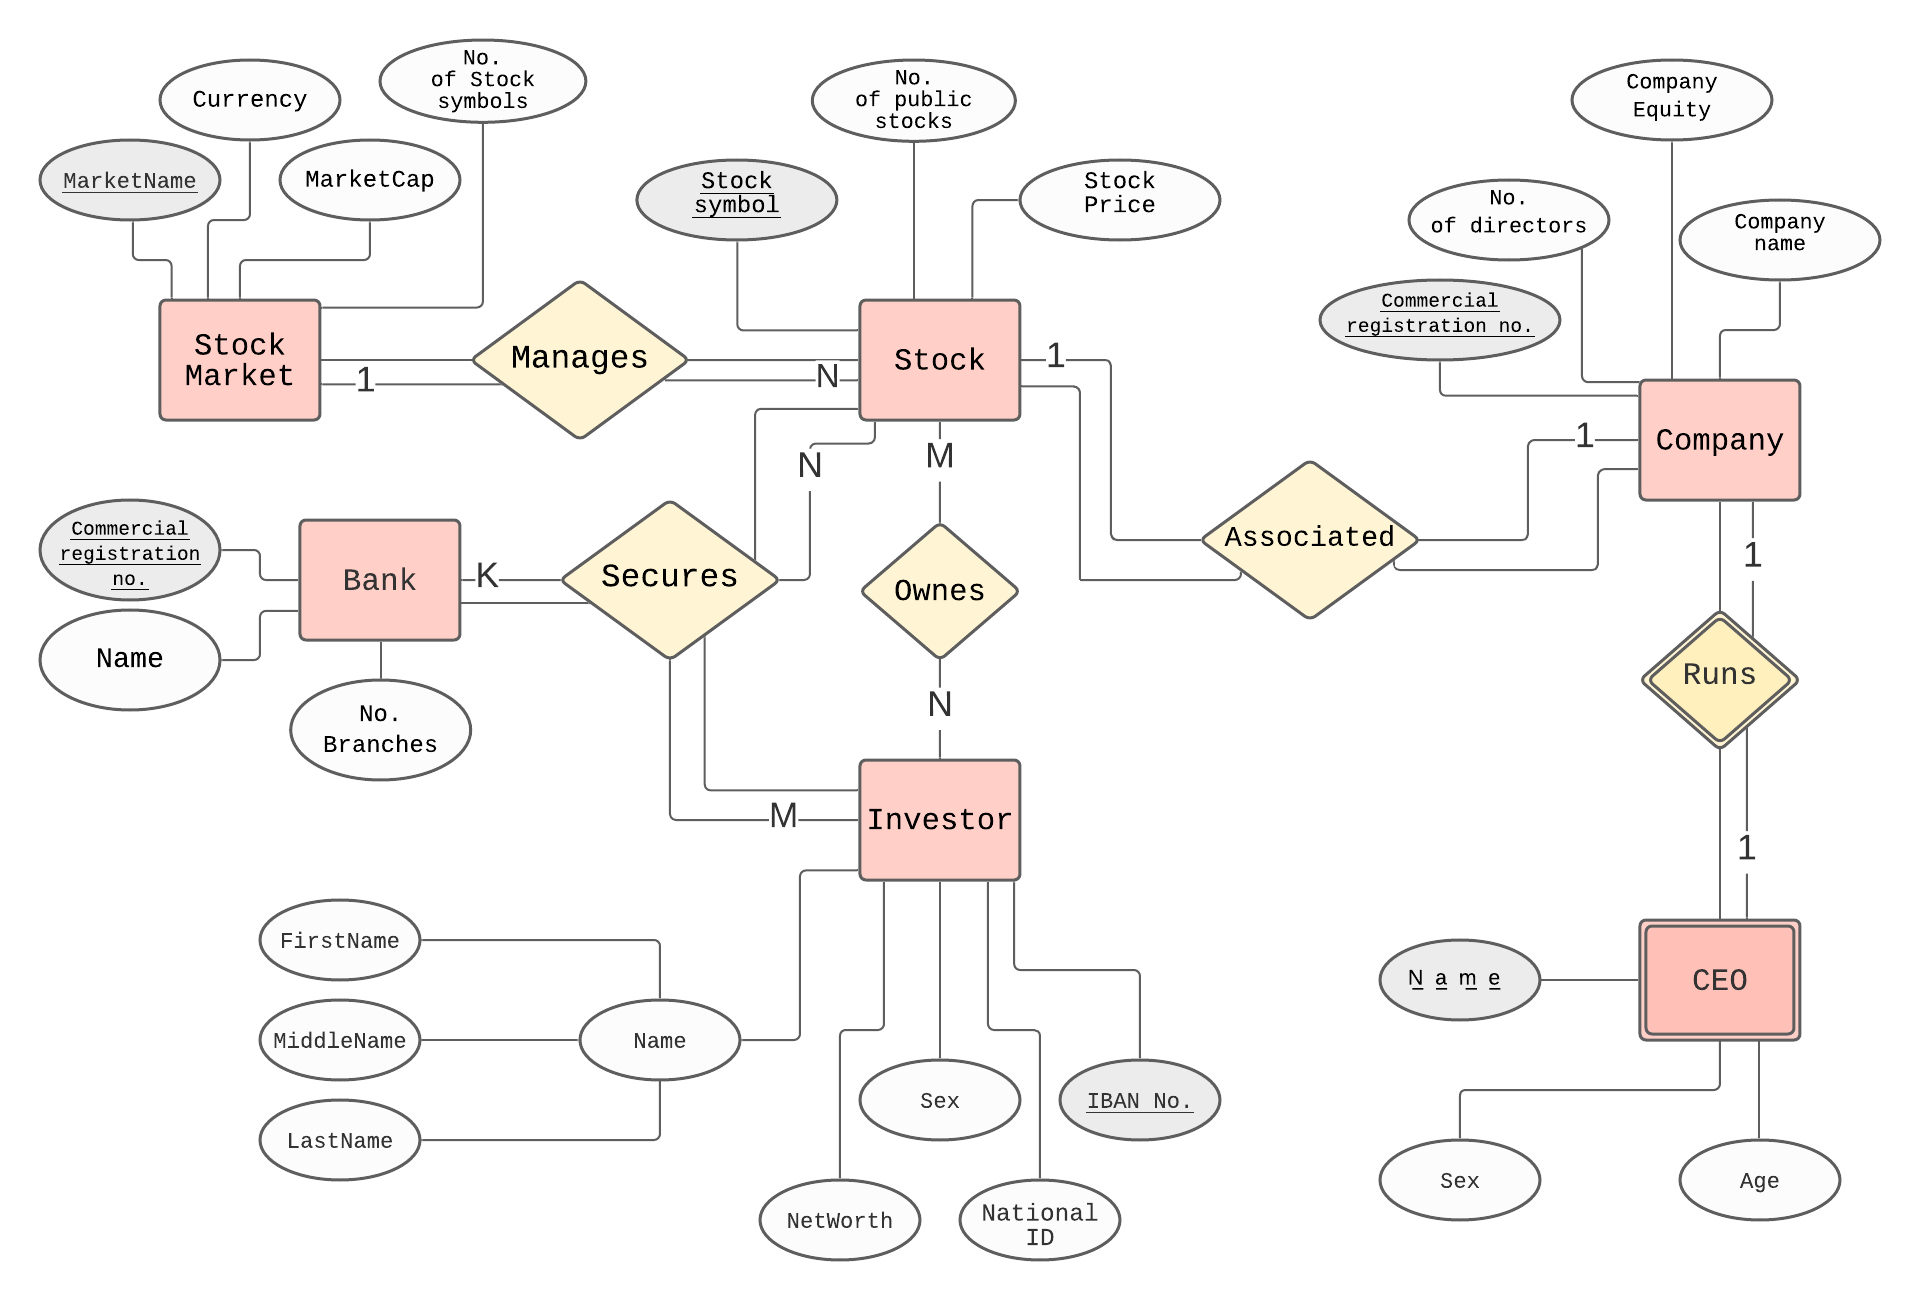 No.
of Stock
symbols
Currency
MarketName
MarketCap
No.
of public
stocks
Stock
symbol
Stock
Price
Company
Equity
No.
of directors
Company
name
Commercial
registration no.
Stock
Market
1
Manages
N
Stock
1
1
Company
N
M
Commercial
registration
no.
Name
Bank
K
Secures
Ownes
Associated
1
No.
Branches
N
Runs
M
Investor
1
FirstName
MiddleName
LastName
Name
Sex
IBAN No.
NetWorth
National
ID
Name
CEO
Sex
Age